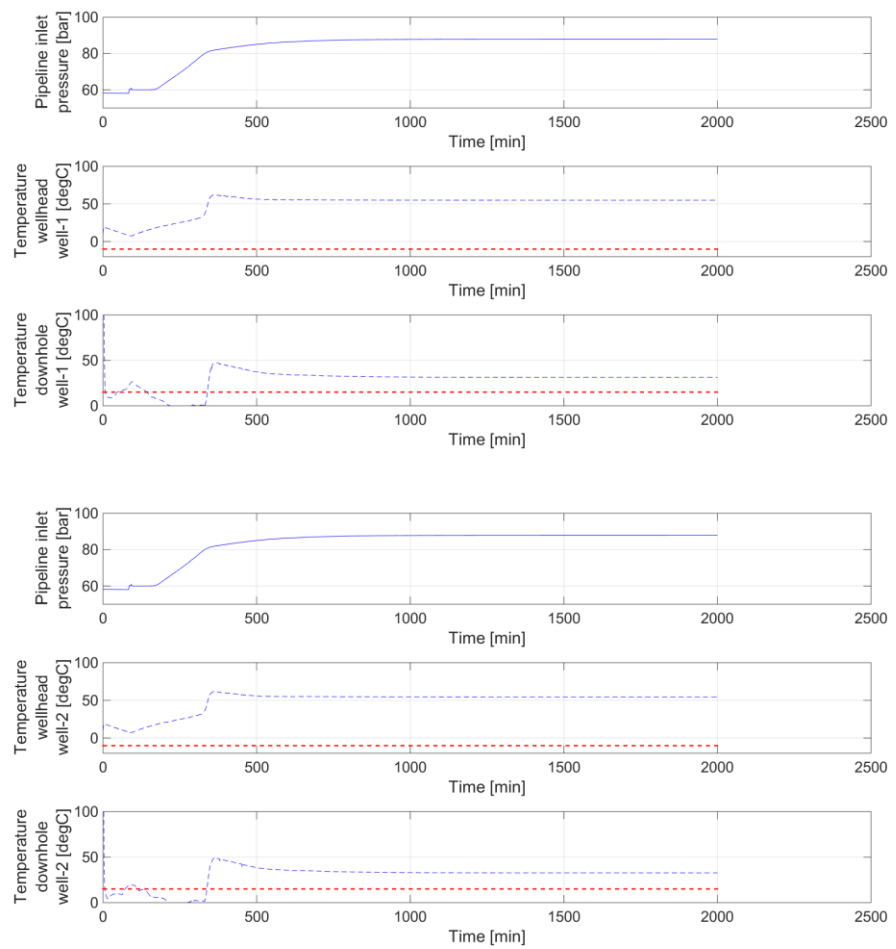 Pipeline inlet
pressure [bar]
100
80
60
0 500 1000 1500 2000 2500
Time [min]
Temperature
wellhead
well-1 [degC]
100
50
0
0 500 1000 1500 2000 2500
Time [min]
Temperature
downhole
well-1 [degC]
100
50
0
0 500 1000 1500 2000 2500
Time [min]
Pipeline inlet
pressure [bar]
100
80
60
0 500 1000 1500 2000 2500
Time [min]
Temperature
wellhead
well-2 [degC]
100
50
0
0 500 1000 1500 2000 2500
Time [min]
Temperature
downhole
well-2 [degC]
100
50
0
0 500 1000 1500 2000 2500
Time [min]